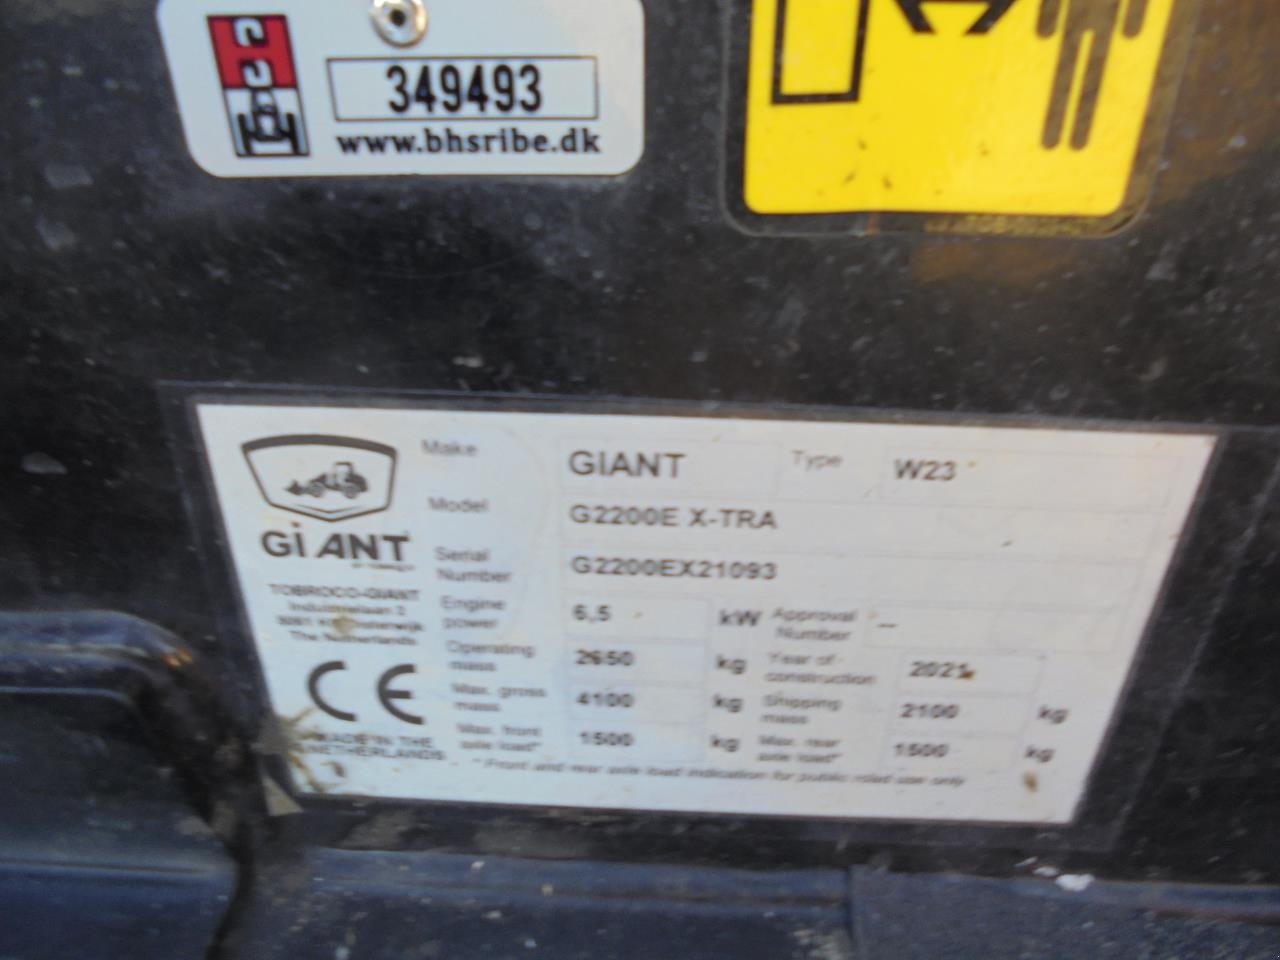 349493
www.bhsribe.dk
GiANT
TOBROCO-GIANT
The Netherlands
CE
MADE IN THE
NETHERLANDS
Make GIANT Type W23
Model G2200E X-TRA
Serial Number G2200EX21093
Engine power 6,5 kW Approval Number --
Operating mass 2650 kg Year of construction 2021
Max. gross mass 4100 kg Shipping mass 2100 kg
Max. front axle load* 1500 kg Max. rear axle load* 1500 kg
* Front and rear axle load indication for public road use only